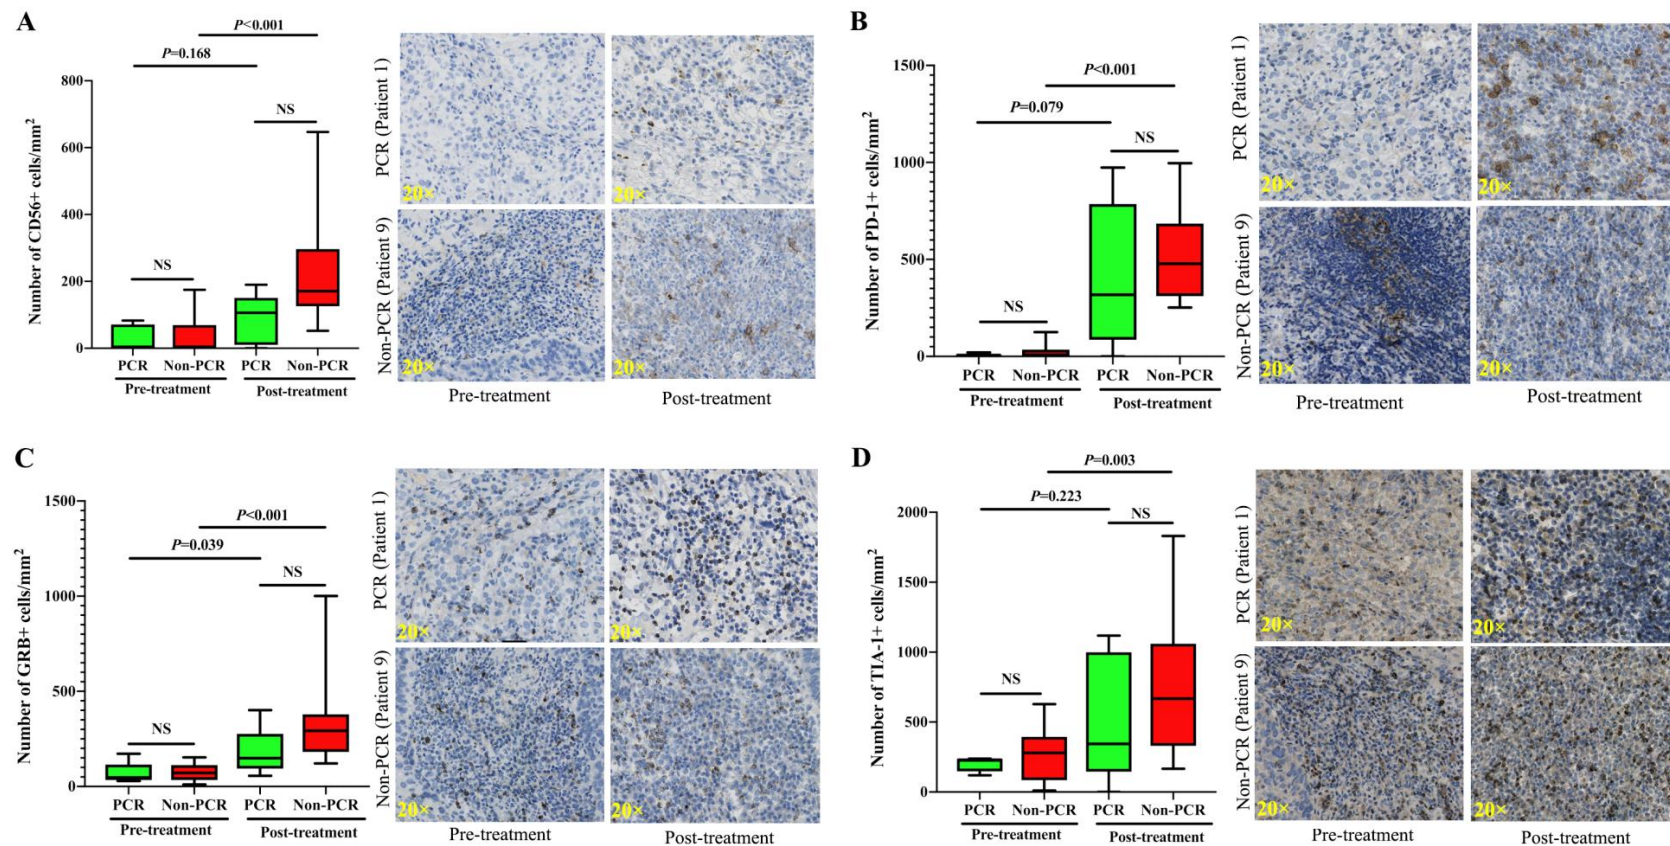 A
P<0.001
P=0.168
NS
NS
800
600
400
200
0
Number of CD56+ cells/mm²
PCR Non-PCR PCR Non-PCR
Pre-treatment Post-treatment
PCR (Patient 1)
Non-PCR (Patient 9)
20× 20×
20× 20×
Pre-treatment Post-treatment
B
P<0.001
P=0.079
NS
NS
1500
1000
500
0
Number of PD-1+ cells/mm²
PCR Non-PCR PCR Non-PCR
Pre-treatment Post-treatment
PCR (Patient 1)
Non-PCR (Patient 9)
20× 20×
20× 20×
Pre-treatment Post-treatment
C
P<0.001
P=0.039
NS
NS
1500
1000
500
0
Number of GRB+ cells/mm²
PCR Non-PCR PCR Non-PCR
Pre-treatment Post-treatment
PCR (Patient 1)
Non-PCR (Patient 9)
20× 20×
20× 20×
Pre-treatment Post-treatment
D
P=0.003
P=0.223
NS
NS
2000
1500
1000
500
0
Number of TIA-1+ cells/mm²
PCR Non-PCR PCR Non-PCR
Pre-treatment Post-treatment
PCR (Patient 1)
Non-PCR (Patient 9)
20× 20×
20× 20×
Pre-treatment Post-treatment